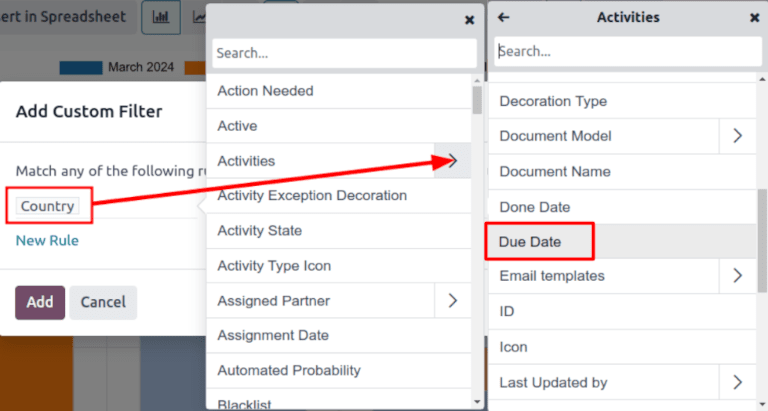 ert in Spreadsheet
March 2024
Add Custom Filter
Match any of the following ru
Country
New Rule
Add
Cancel
Search...
Action Needed
Active
Activities
Activity Exception Decoration
Activity State
Activity Type Icon
Assigned Partner
Assignment Date
Automated Probability
Blacklist
Activities
Search...
Decoration Type
Document Model
Document Name
Done Date
Due Date
Email templates
ID
Icon
Last Updated by